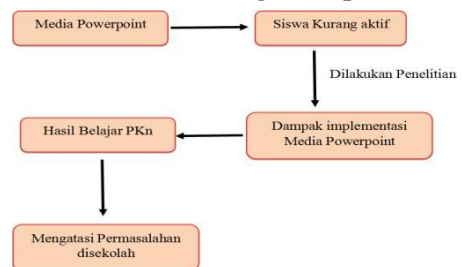 Media Powerpoint
Siswa Kurang aktif
Dilakukan Penelitian
Dampak implementasi
Media Powerpoint
Hasil Belajar PKn
Mengatasi Permasalahan
disekolah